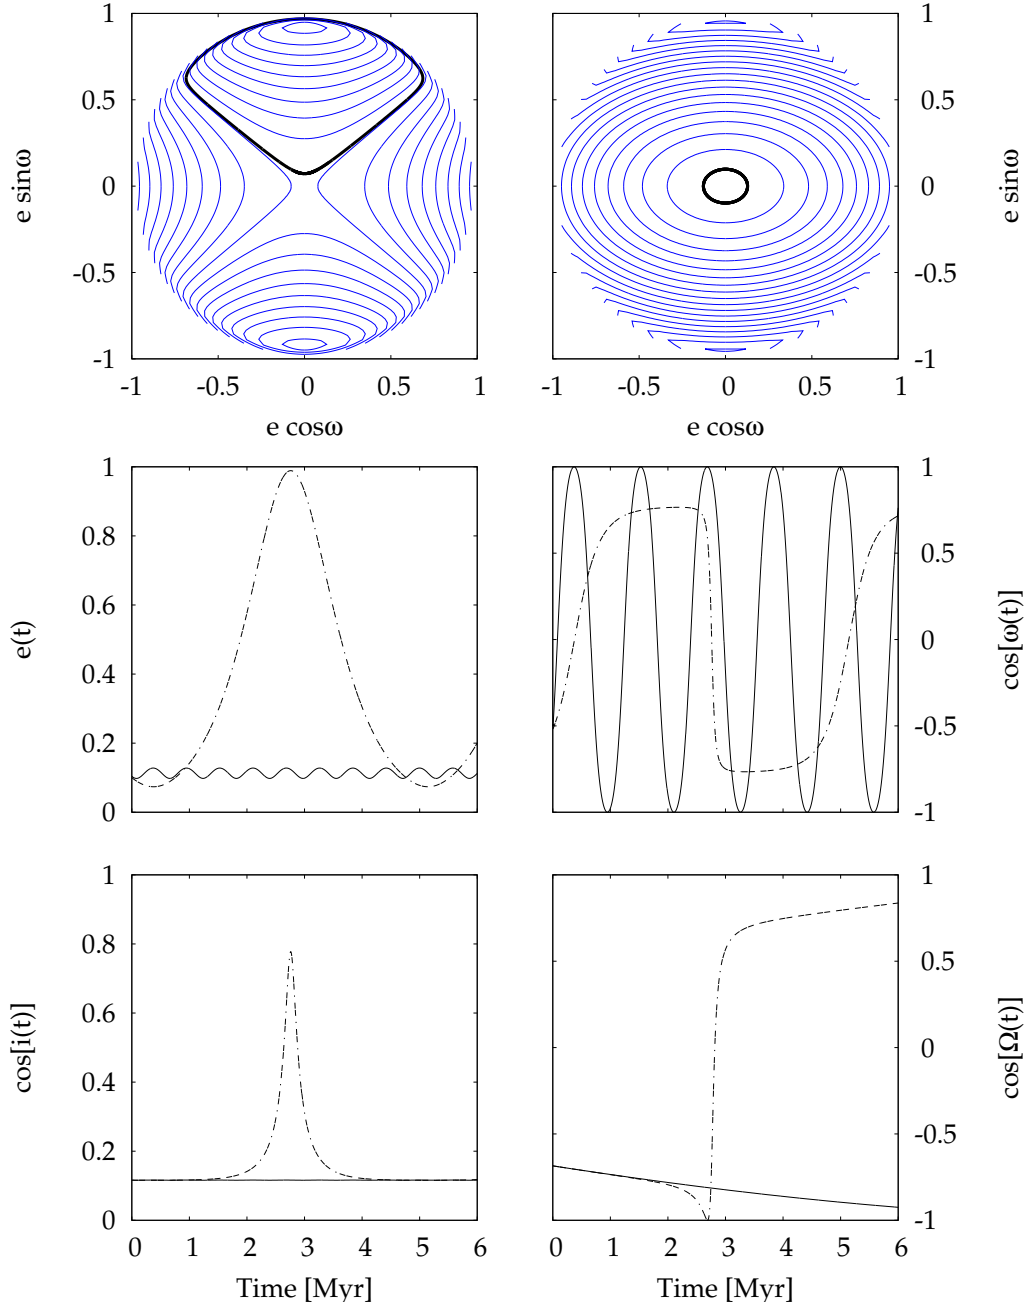 1 1
0.5 0.5
0 0
-0.5 -0.5
-1 -1
e sinω e sinω
-1 -0.5 0 0.5 1 -1 -0.5 0 0.5 1
e cosω e cosω
1 1
0.8
0.6 0.5
0.4 0
0.2 -0.5
0 -1
e(t) cos[ω(t)]
1 1
0.8
0.6 0.5
0.4 0
0.2 -0.5
0 -1
cos[i(t)] cos[Ω(t)]
0 1 2 3 4 5 6 0 1 2 3 4 5 6
Time [Myr] Time [Myr]